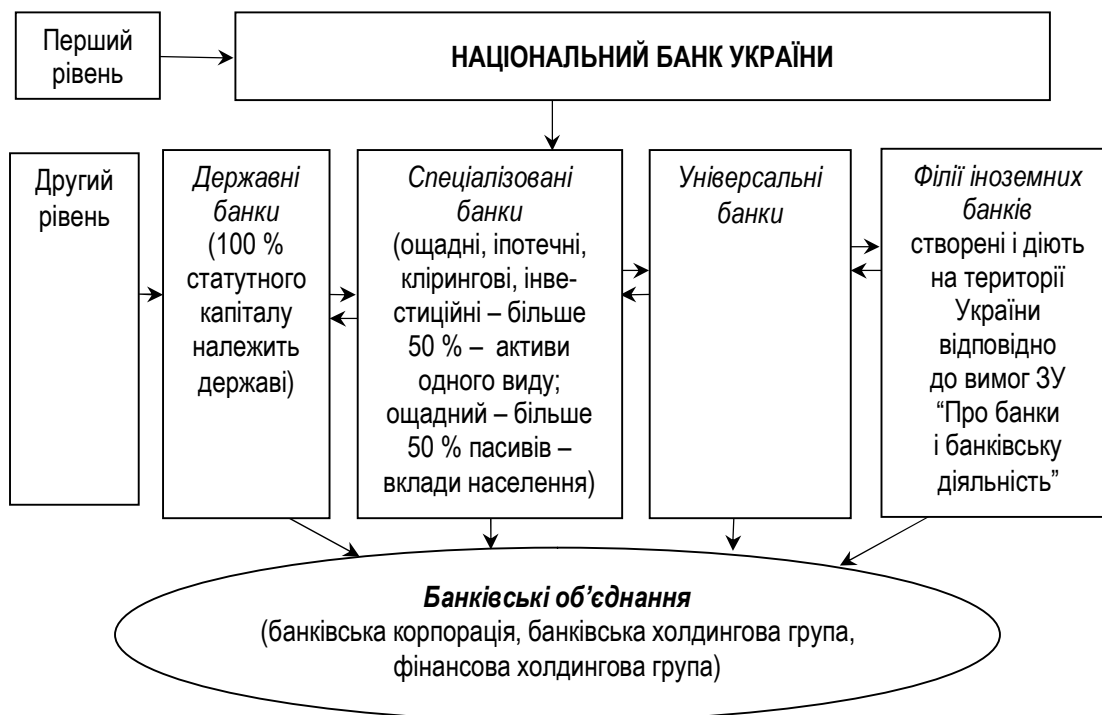 Перший
рівень
НАЦІОНАЛЬНИЙ БАНК УКРАЇНИ
Другий
рівень
Державні
банки
(100 %
статутного
капіталу
належить
державі)
Спеціалізовані
банки
(ощадні, іпотечні,
клірингові, інве-
стиційні – більше
50 % – активи
одного виду;
ощадний – більше
50 % пасивів –
вклади населення)
Універсальні
банки
Філії іноземних
банків
створені і діють
на території
України
відповідно
до вимог ЗУ
“Про банки
і банківську
діяльність”
Банківські об’єднання
(банківська корпорація, банківська холдингова група,
фінансова холдингова група)